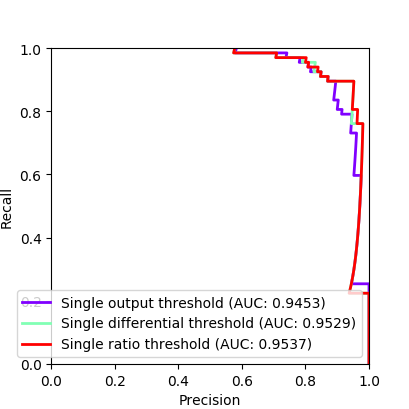 1.0
0.8
0.6
0.4
0.2
0.0
Recall
Single output threshold (AUC: 0.9453)
Single differential threshold (AUC: 0.9529)
Single ratio threshold (AUC: 0.9537)
0.0 0.2 0.4 0.6 0.8 1.0
Precision